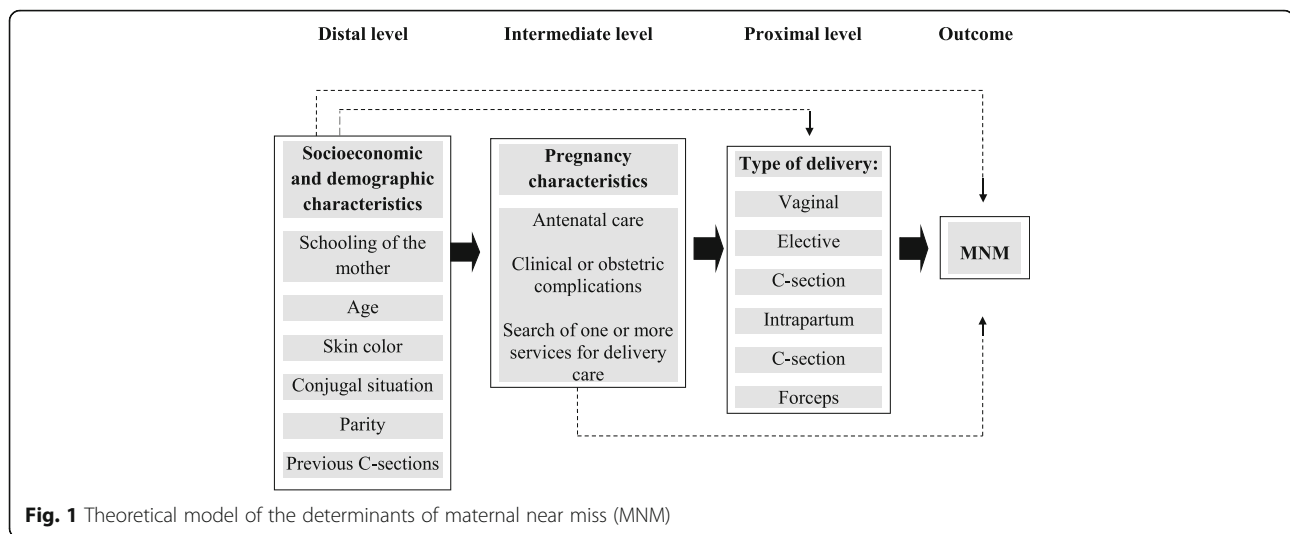 Distal level Intermediate level Proximal level Outcome
Socioeconomic
and demographic
characteristics
Schooling of the
mother
Age
Skin color
Conjugal situation
Parity
Previous C-sections
Pregnancy
characteristics
Antenatal care
Clinical or obstetric
complications
Search of one or more
services for delivery
care
Type of delivery:
Vaginal
Elective
C-section
Intrapartum
C-section
Forceps
MNM
Fig. 1 Theoretical model of the determinants of maternal near miss (MNM)